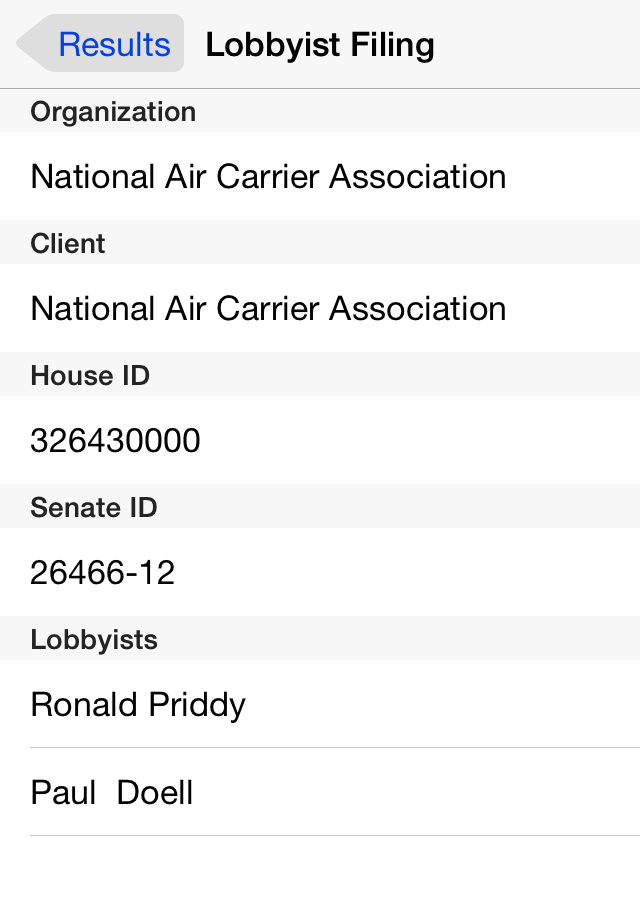 Results Lobbyist Filing
Organization
National Air Carrier Association
Client
National Air Carrier Association
House ID
326430000
Senate ID
26466-12
Lobbyists
Ronald Priddy
Paul  Doell